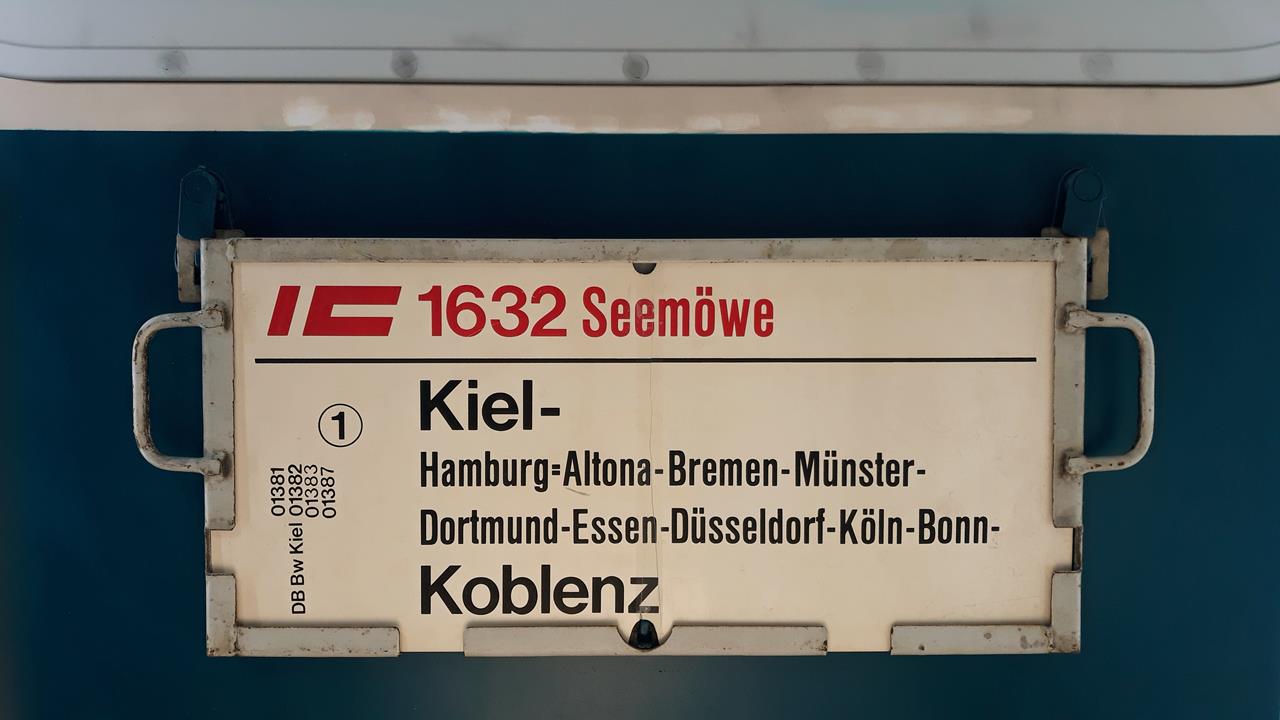 IC 1632 Seemöwe
Kiel-
①
Hamburg=Altona-Bremen-Münster-
Dortmund-Essen-Düsseldorf-Köln-Bonn-
Koblenz
01381
DB Bw Kiel 01382
01383
01387